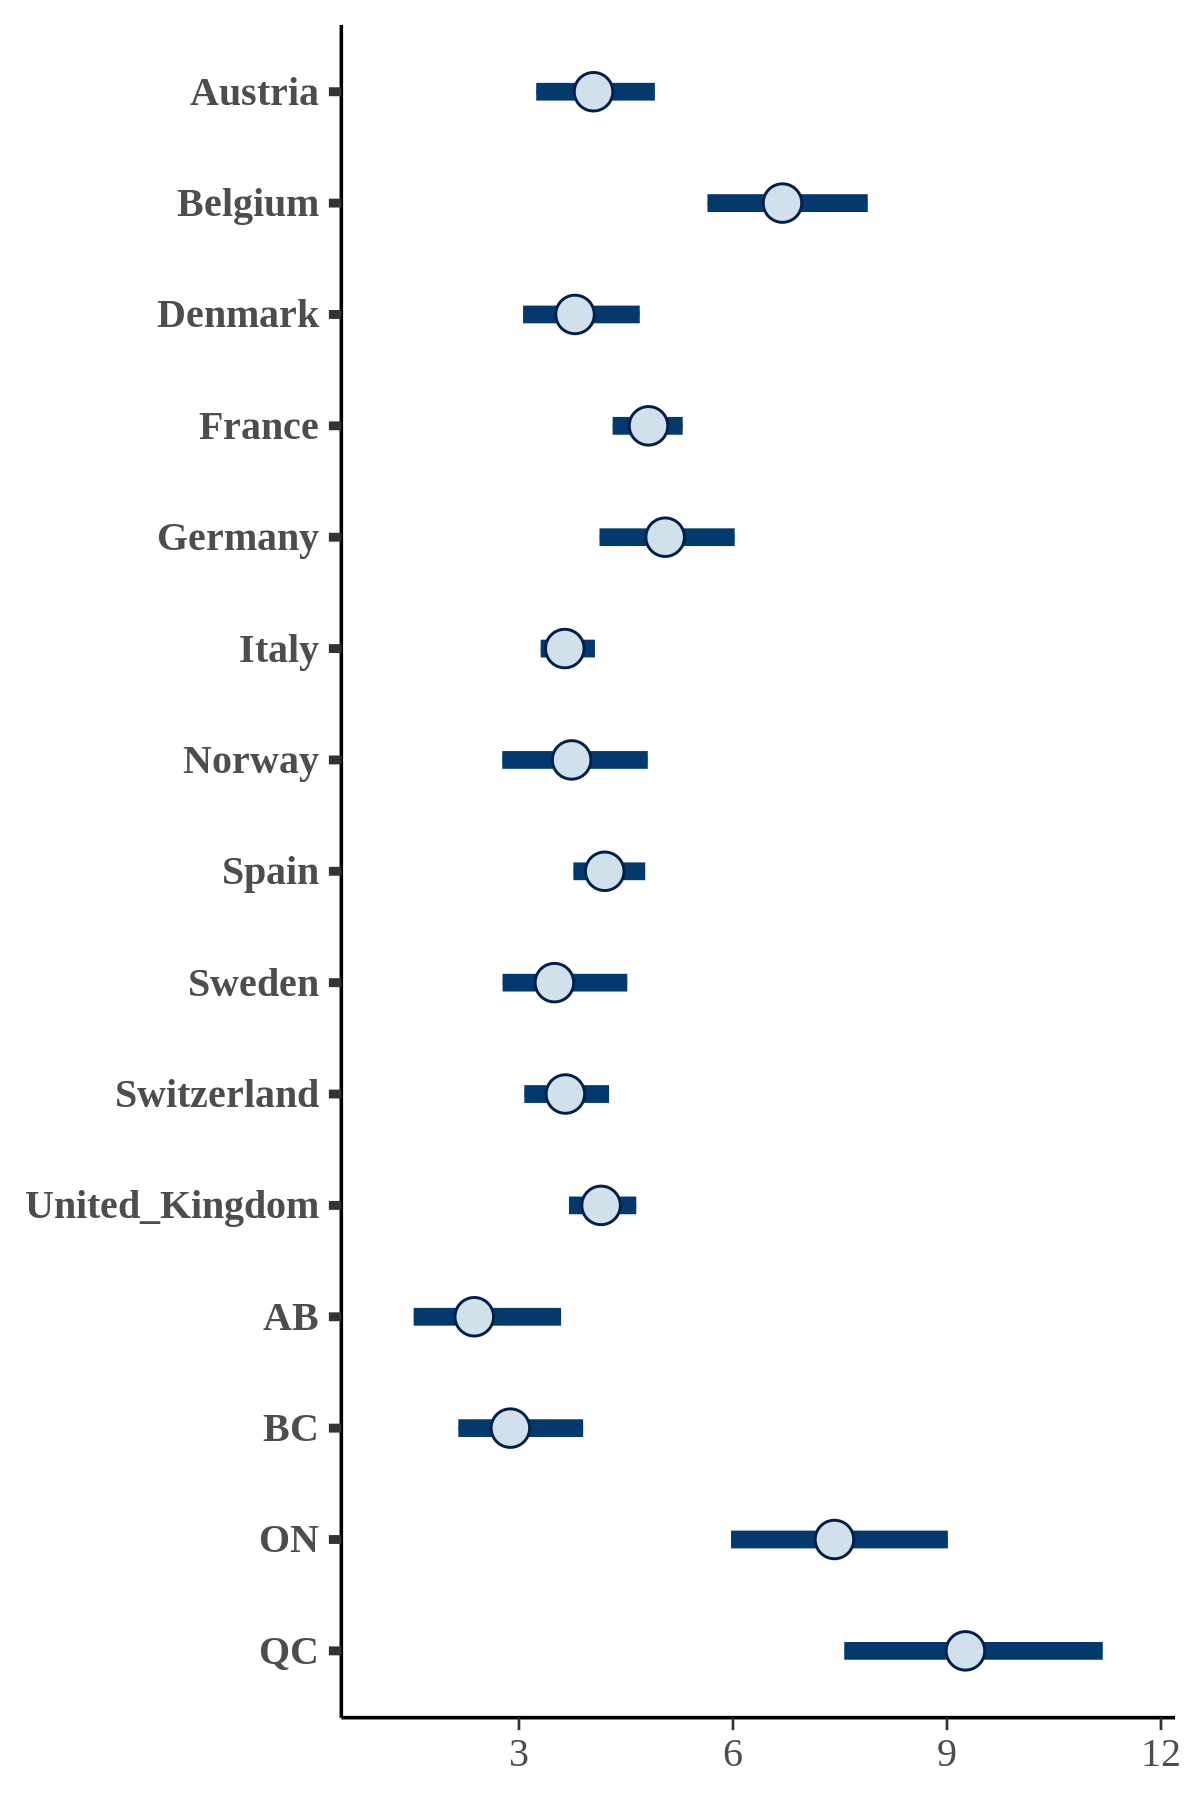 Austria
Belgium
Denmark
France
Germany
Italy
Norway
Spain
Sweden
Switzerland
United_Kingdom
AB
BC
ON
QC
3 6 9 12